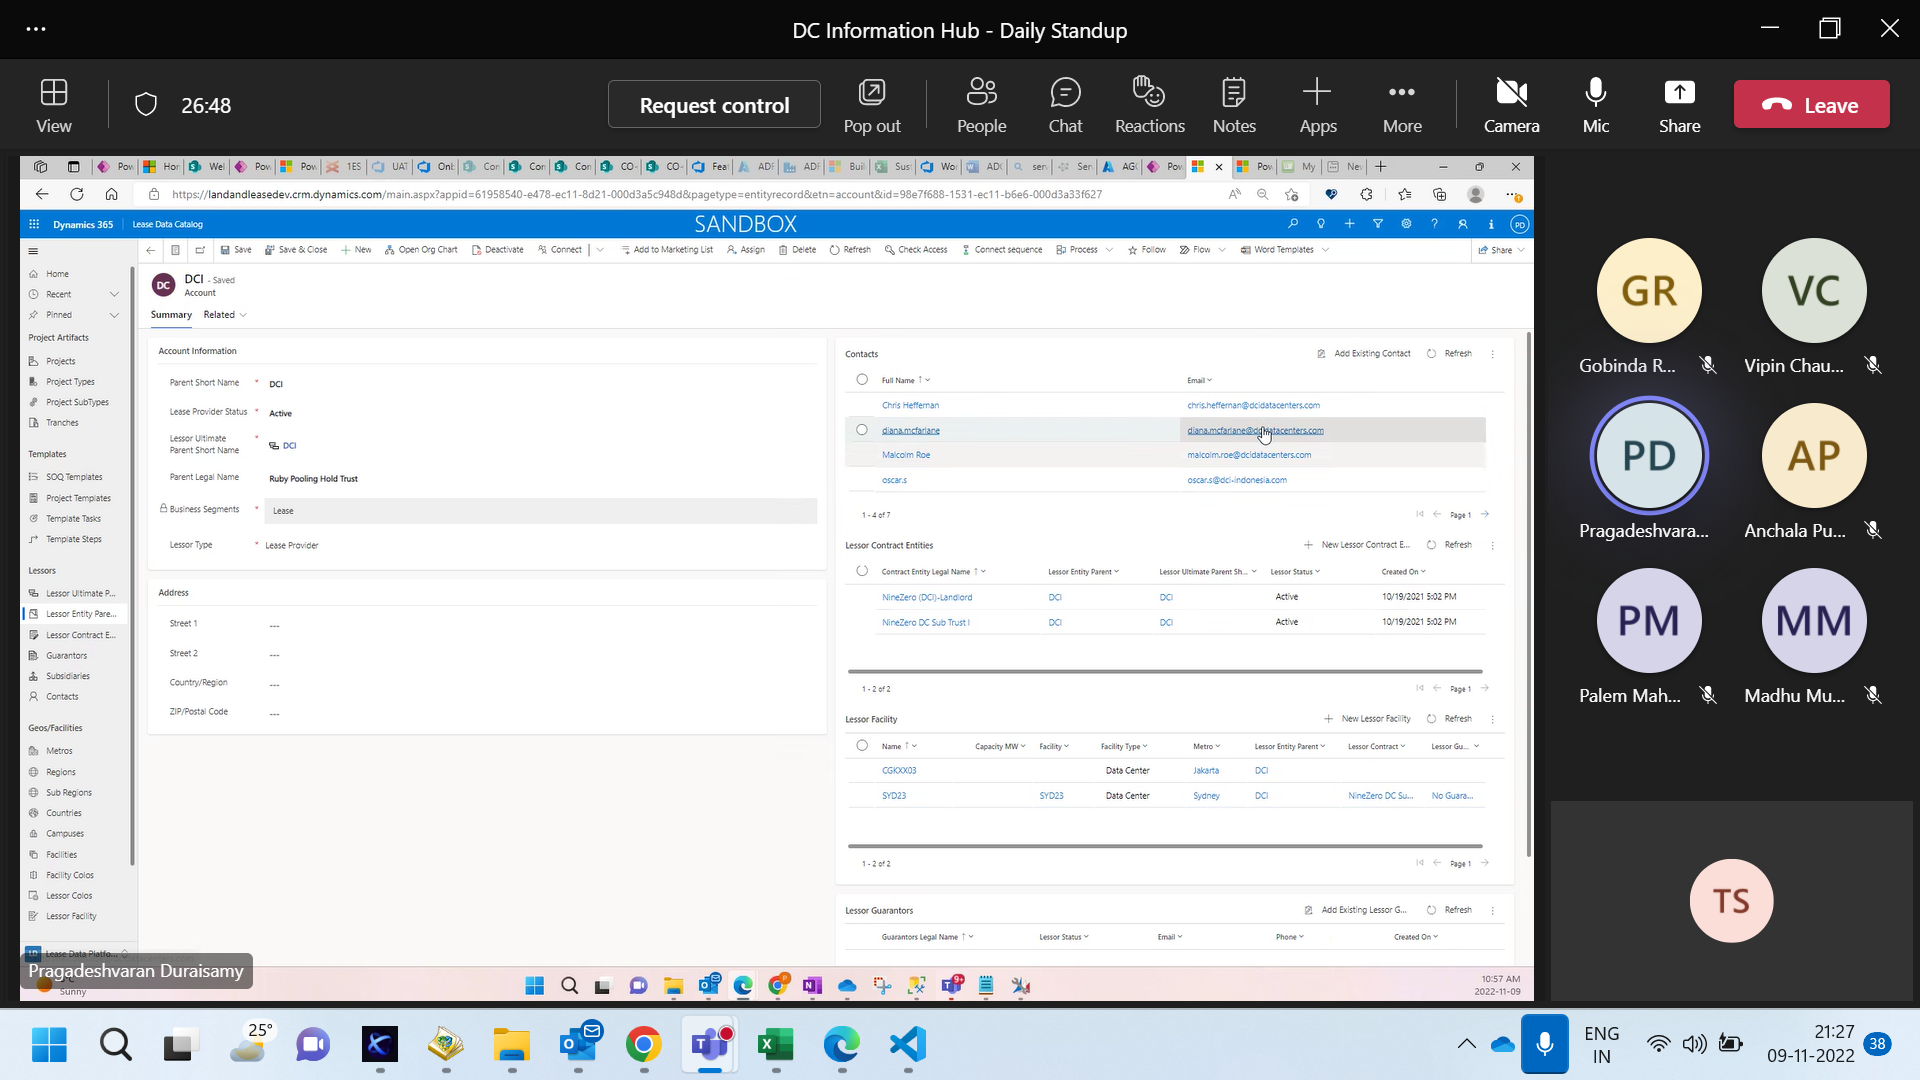 DC Information Hub - Daily Standup
View
26:48
Request control
Pop out
People
Chat
Reactions
Notes
Apps
More
Camera
Mic
Share
Leave
https://landandleasedev.crm.dynamics.com/main.aspx?appid=61958540-e478-ec11-8d21-000d3a5c948d&pagetype=entityrecord&etn=account&id=98e7f688-1531-ec11-b6e6-000d3a33f627
Dynamics 365
Lease Data Catalog
SANDBOX
PD
Save
Save & Close
New
Open Org Chart
Deactivate
Connect
Add to Marketing List
Assign
Delete
Refresh
Check Access
Connect sequence
Process
Follow
Flow
Word Templates
Share
Home
Recent
Pinned
Project Artifacts
Projects
Project Types
Project SubTypes
Tranches
Templates
SOQ Templates
Project Templates
Template Tasks
Template Steps
Lessors
Lessor Ultimate P...
Lessor Entity Pare...
Lessor Contract E...
Guarantors
Subsidiaries
Contacts
Geos/Facilities
Metros
Regions
Sub Regions
Countries
Campuses
Facilities
Facility Colos
Lessor Colos
Lessor Facility
Lease Data Platfo...
DC
DCI - Saved
Account
Summary
Related
Account Information
Parent Short Name * DCI
Lease Provider Status * Active
Lessor Ultimate Parent Short Name * DCI
Parent Legal Name Ruby Pooling Hold Trust
Business Segments * Lease
Lessor Type * Lease Provider
Address
Street 1 ---
Street 2 ---
Country/Region ---
ZIP/Postal Code ---
Contacts
Add Existing Contact
Refresh
Full Name Email
Chris Heffernan chris.heffernan@dcidatacenters.com
diana.mcfarlane diana.mcfarlane@dcidatacenters.com
Malcolm Roe malcolm.roe@dcidatacenters.com
oscar.s oscar.s@dci-indonesia.com
1 - 4 of 7
Page 1
Lessor Contract Entities
New Lessor Contract E...
Refresh
Contract Entity Legal Name Lessor Entity Parent Lessor Ultimate Parent Sh... Lessor Status Created On
NineZero (DCI)-Landlord DCI DCI Active 10/19/2021 5:02 PM
NineZero DC Sub Trust I DCI DCI Active 10/19/2021 5:02 PM
1 - 2 of 2
Page 1
Lessor Facility
New Lessor Facility
Refresh
Name Capacity MW Facility Facility Type Metro Lessor Entity Parent Lessor Contract Lessor Gu...
CGKXX03 Data Center Jakarta DCI
SYD23 SYD23 Data Center Sydney DCI NineZero DC Su... No Guara...
1 - 2 of 2
Page 1
Lessor Guarantors
Add Existing Lessor G...
Refresh
Guarantors Legal Name Lessor Status Email Phone Created On
Pragadeshvaran Duraisamy
Sunny
10:57 AM
2022-11-09
GR
Gobinda R...
VC
Vipin Chau...
PD
Pragadeshvara...
AP
Anchala Pu...
PM
Palem Mah...
MM
Madhu Mu...
TS
25°
ENG
IN
21:27
09-11-2022
38